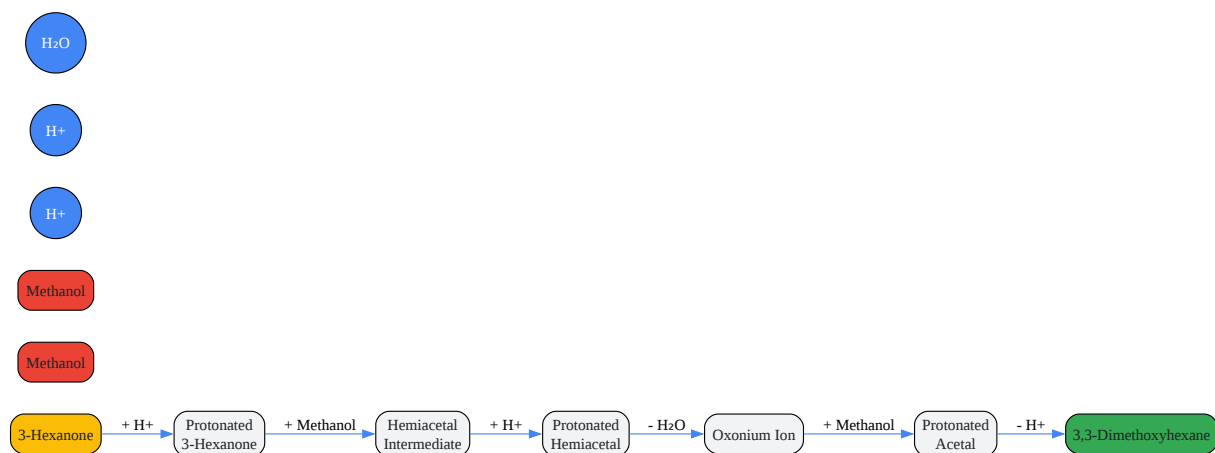 H₂O
H+
H+
Methanol
Methanol
3-Hexanone
+ H+
Protonated
3-Hexanone
+ Methanol
Hemiacetal
Intermediate
+ H+
Protonated
Hemiacetal
- H₂O
Oxonium Ion
+ Methanol
Protonated
Acetal
- H+
3,3-Dimethoxyhexane